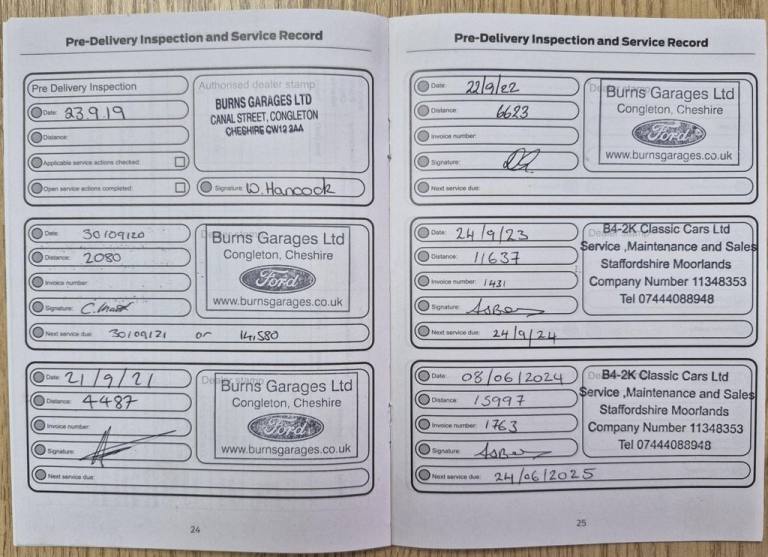 Pre-Delivery Inspection and Service Record
Pre Delivery Inspection
Date: 23.9.19
Distance:
Applicable service actions checked:
Open service actions completed:
Authorised dealer stamp
BURNS GARAGES LTD
CANAL STREET, CONGLETON
CHESHIRE CW12 2AA
Signature: W. Hancock
Date: 30/09/20
Distance: 2080
Invoice number:
Signature:
Burns Garages Ltd
Congleton, Cheshire
Ford
www.burnsgarages.co.uk
Next service due: 30/09/21 or 14,580
Date: 21/9/21
Distance: 4487
Invoice number:
Signature:
Dealer stamp
Burns Garages Ltd
Congleton, Cheshire
Ford
www.burnsgarages.co.uk
Next service due:
24
Pre-Delivery Inspection and Service Record
Date: 22/9/22
Distance: 6623
Invoice number:
Signature:
Burns Garages Ltd
Congleton, Cheshire
Ford
www.burnsgarages.co.uk
Next service due:
Date: 24/9/23
Distance: 11637
Invoice number: 1431
Signature:
Dealer stamp
B4-2K Classic Cars Ltd
Service ,Maintenance and Sales
Staffordshire Moorlands
Company Number 11348353
Tel 07444088948
Next service due: 24/9/24
Date: 08/06/2024
Distance: 15997
Invoice number: 1763
Signature:
B4-2K Classic Cars Ltd
Service ,Maintenance and Sales
Staffordshire Moorlands
Company Number 11348353
Tel 07444088948
Next service due: 24/06/2025
25